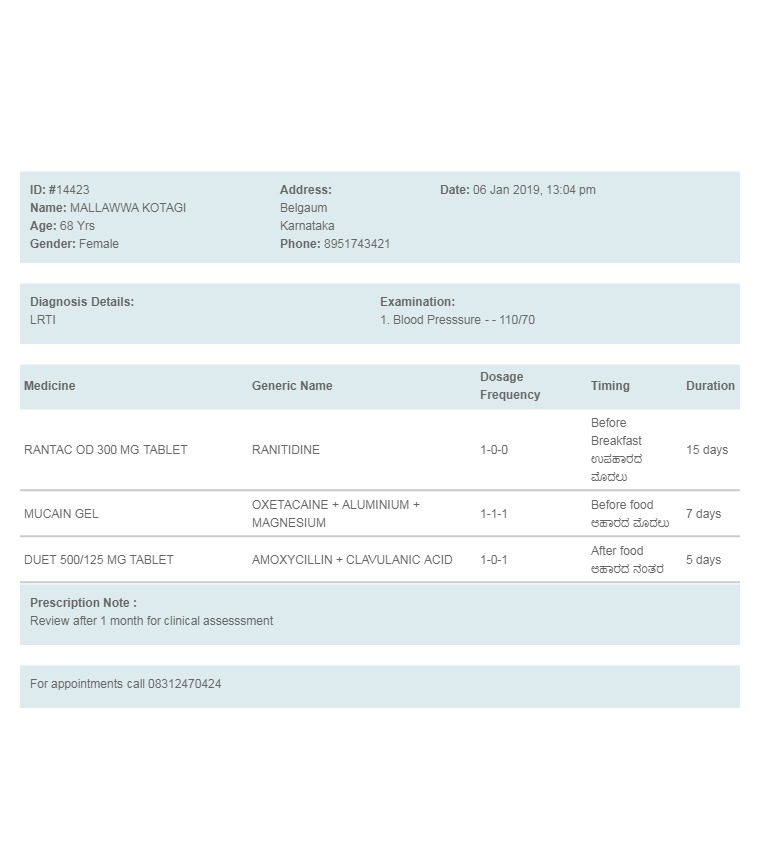 ID: #14423
Name: MALLAWWA KOTAGI
Age: 68 Yrs
Gender: Female
Address:
Belgaum
Karnataka
Phone: 8951743421
Date: 06 Jan 2019, 13:04 pm
Diagnosis Details:
LRTI
Examination:
1. Blood Presssure - - 110/70
Medicine Generic Name Dosage Frequency Timing Duration
RANTAC OD 300 MG TABLET RANITIDINE 1-0-0 Before Breakfast ಉಪಹಾರದ ಮೊದಲು 15 days
MUCAIN GEL OXETACAINE + ALUMINIUM + MAGNESIUM 1-1-1 Before food ಆಹಾರದ ಮೊದಲು 7 days
DUET 500/125 MG TABLET AMOXYCILLIN + CLAVULANIC ACID 1-0-1 After food ಆಹಾರದ ನಂತರ 5 days
Prescription Note :
Review after 1 month for clinical assesssment
For appointments call 08312470424